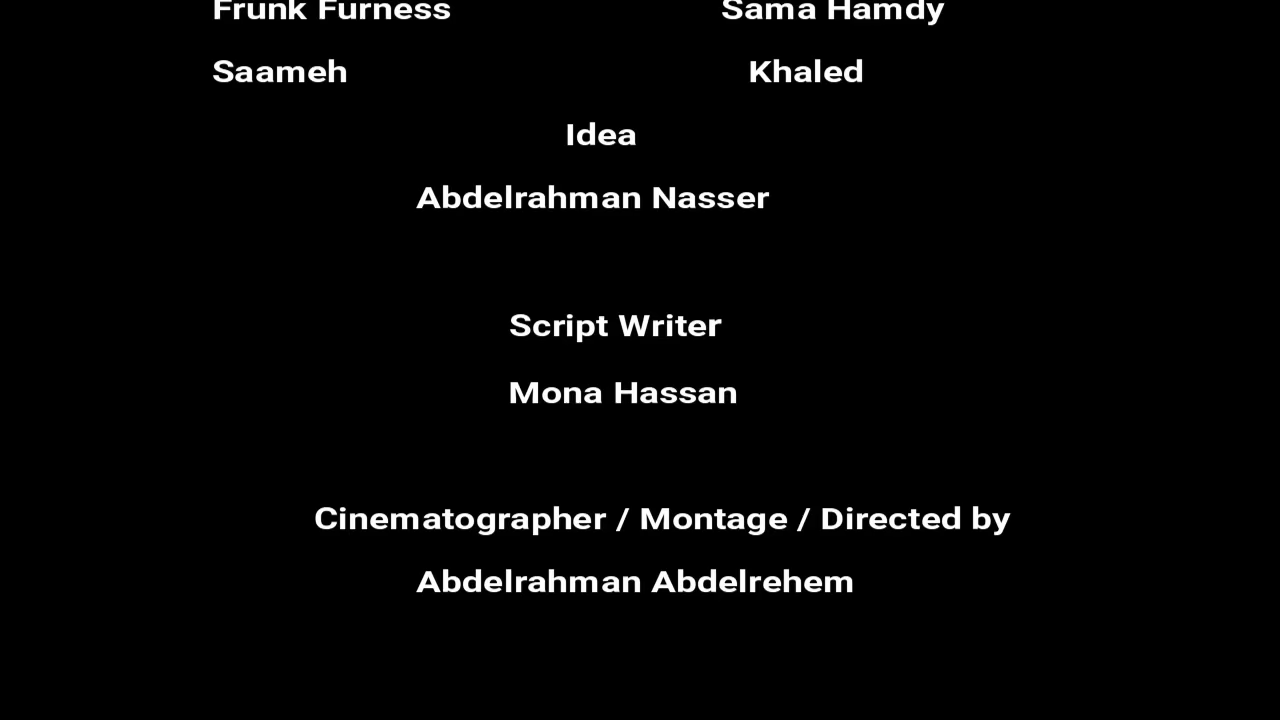 Frunk Furness Sama Hamdy
Saameh Khaled
Idea
Abdelrahman Nasser
Script Writer
Mona Hassan
Cinematographer / Montage / Directed by
Abdelrahman Abdelrehem